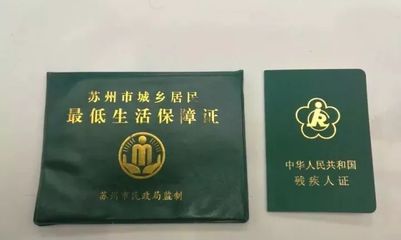 苏州市城乡居民
最低生活保障证
苏州市民政局监制
中华人民共和国
残疾人证